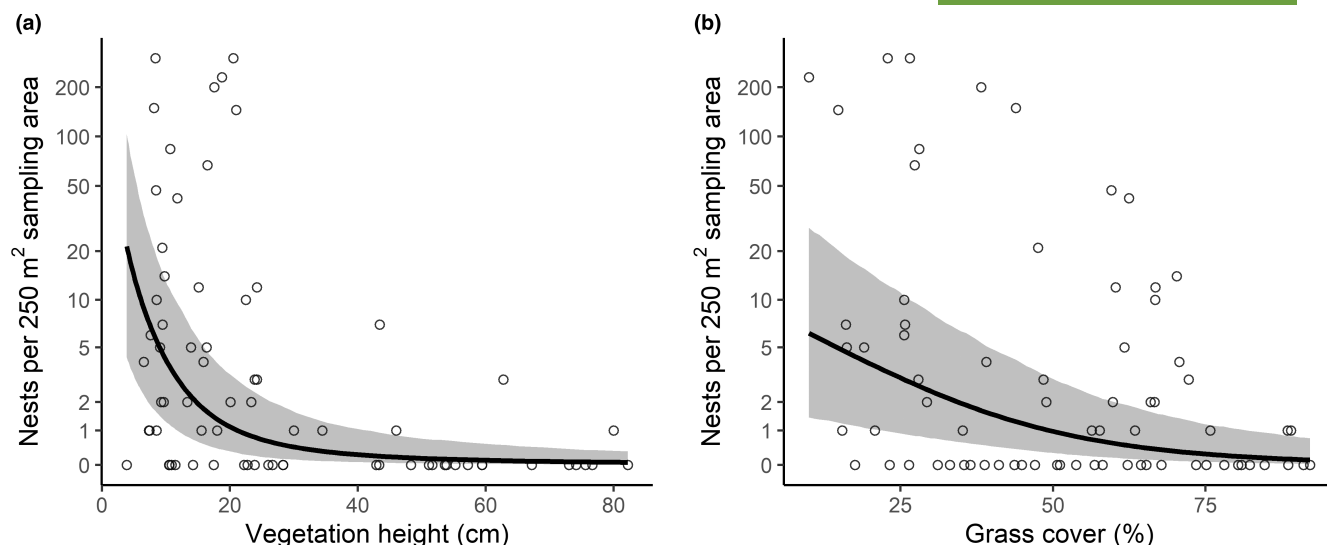 (a)
Nests per 250 m² sampling area
200
100
50
20
10
5
2
1
0
0 20 40 60 80
Vegetation height (cm)
(b)
Nests per 250 m² sampling area
200
100
50
20
10
5
2
1
0
25 50 75
Grass cover (%)